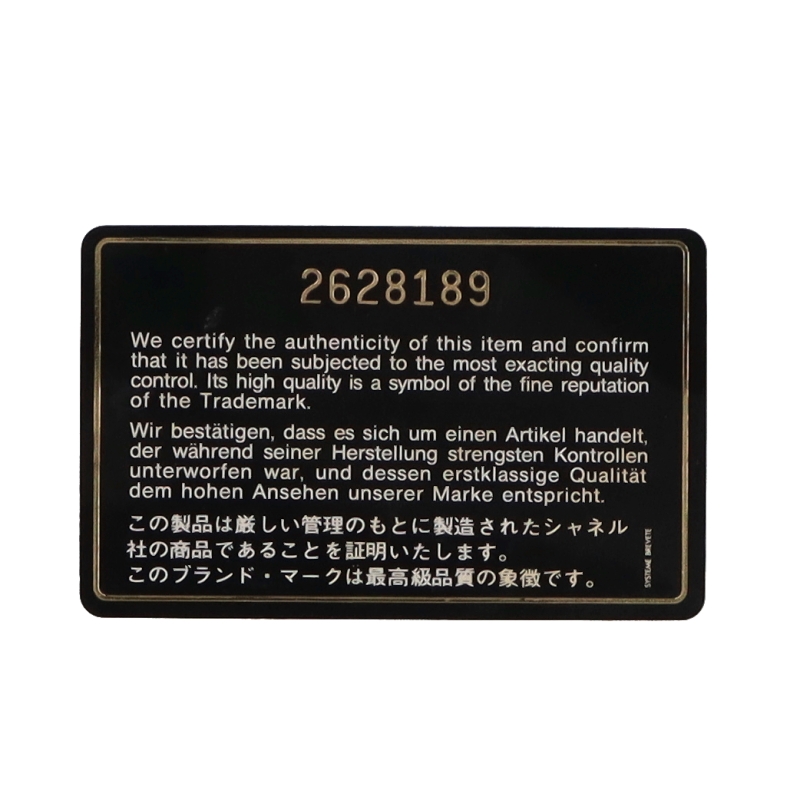 2628189
We certify the authenticity of this item and confirm
that it has been subjected to the most exacting quality
control. Its high quality is a symbol of the fine reputation
of the Trademark.
Wir bestätigen, dass es sich um einen Artikel handelt,
der während seiner Herstellung strengsten Kontrollen
unterworfen war, und dessen erstklassige Qualität
dem hohen Ansehen unserer Marke entspricht.
この製品は厳しい管理のもとに製造されたシャネル
社の商品であることを証明いたします。
このブランド・マークは最高級品質の象徴です。
SYSTEME BREVETE